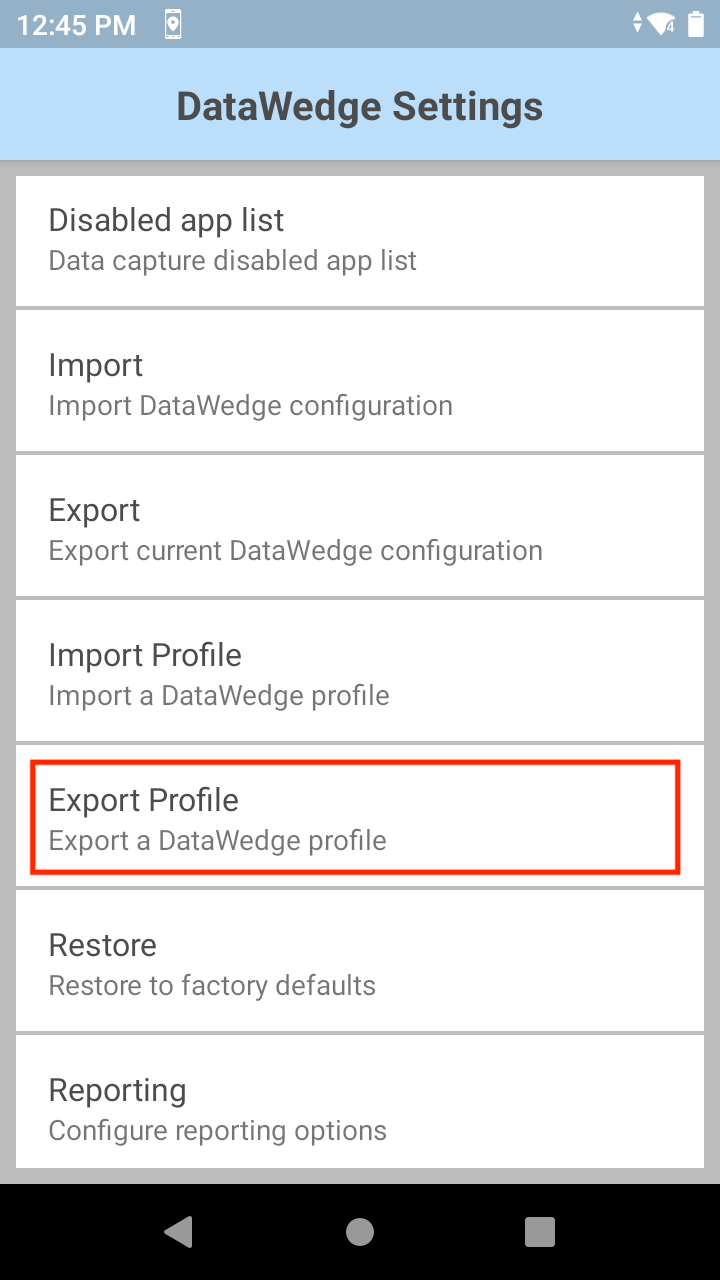 12:45 PM
4
DataWedge Settings
Disabled app list
Data capture disabled app list
Import
Import DataWedge configuration
Export
Export current DataWedge configuration
Import Profile
Import a DataWedge profile
Export Profile
Export a DataWedge profile
Restore
Restore to factory defaults
Reporting
Configure reporting options